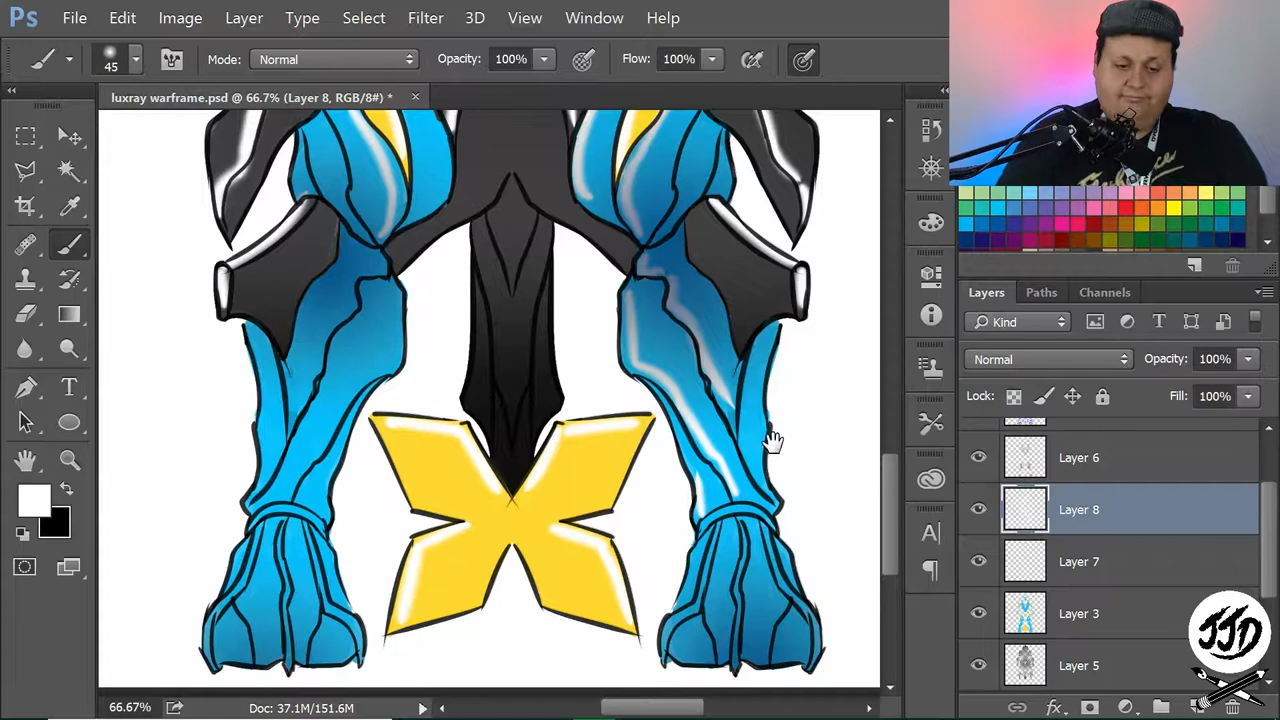 Ps File Edit Image Layer Type Select Filter 3D View Window Help
45 Mode: Normal Opacity: 100% Flow: 100%
luxray warframe.psd @ 66.7% (Layer 8, RGB/8#) * ×
Layers Paths Channels
Kind
Normal Opacity: 100%
Lock: Fill: 100%
Layer 6
Layer 8
Layer 7
Layer 3
Layer 5
JJD
66.67% Doc: 37.1M/151.6M